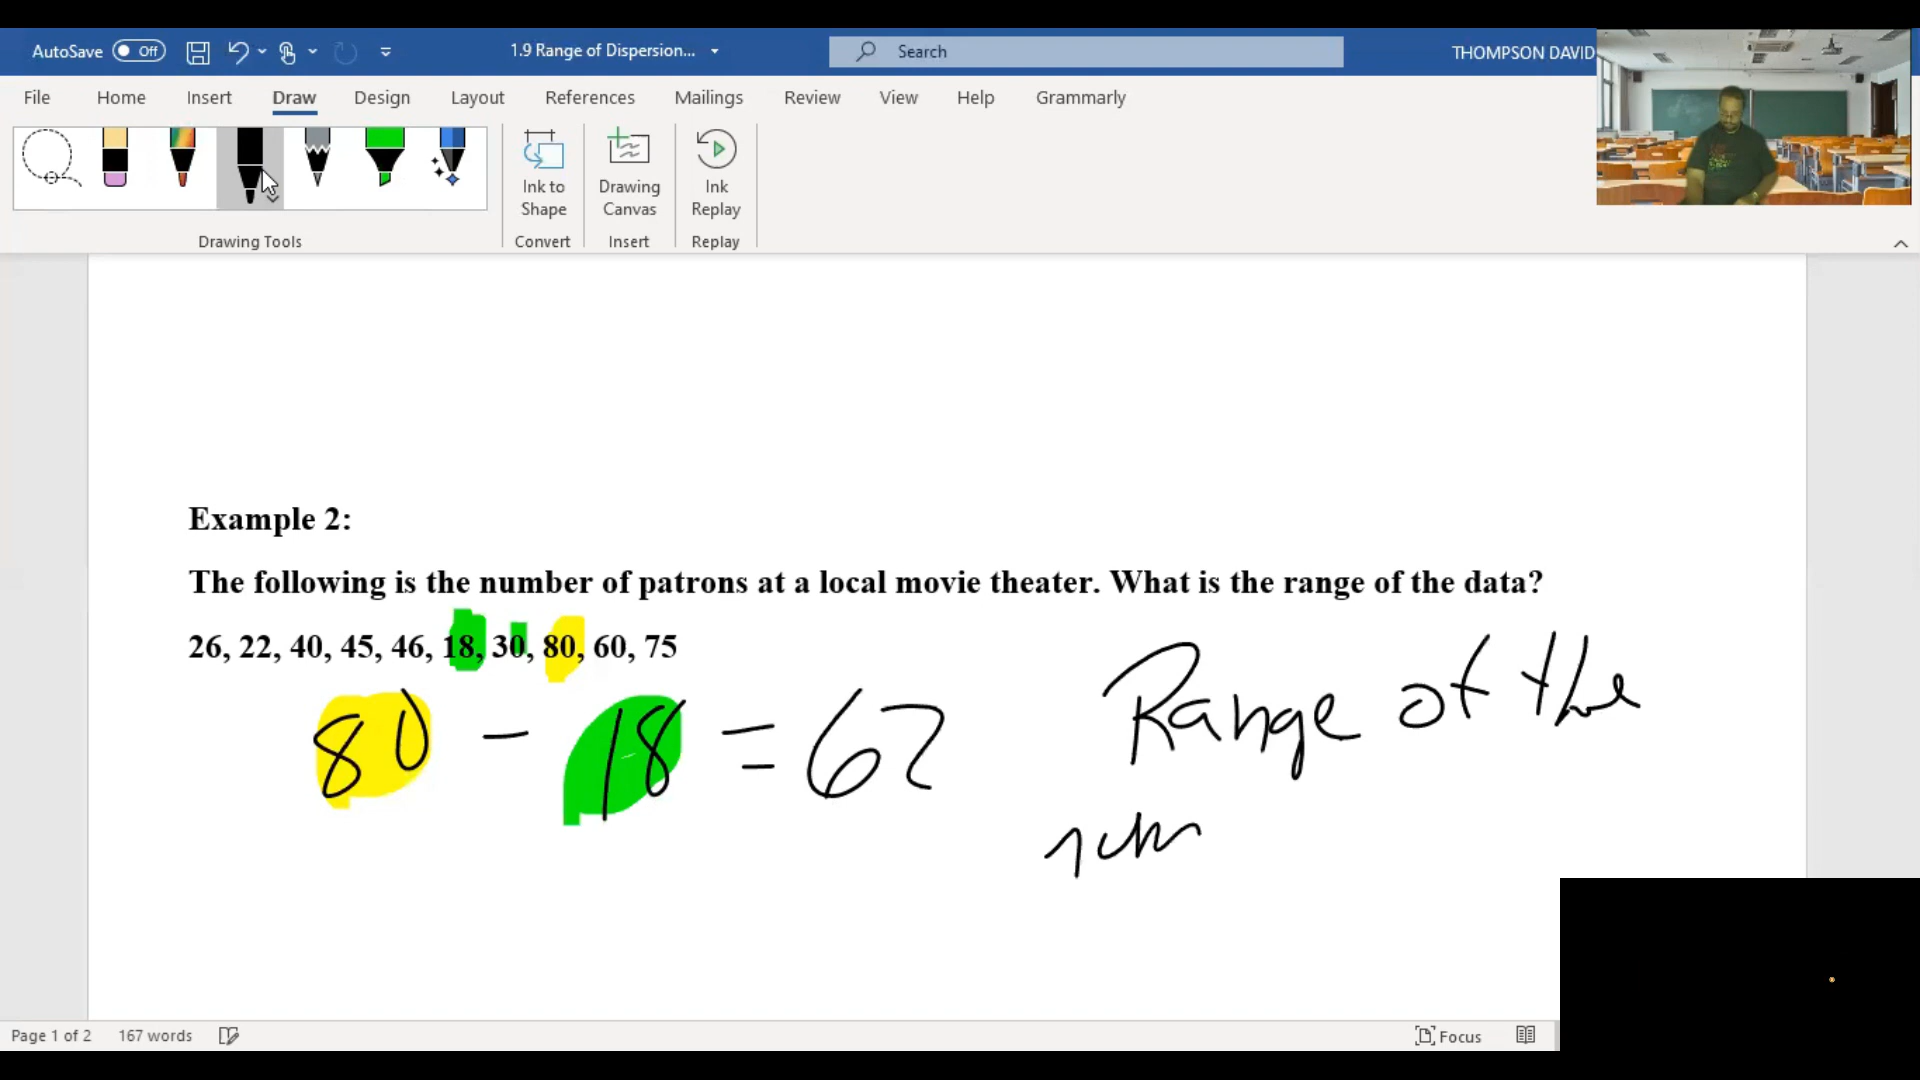 AutoSave Off 1.9 Range of Dispersion... Search THOMPSON DAVID
File Home Insert Draw Design Layout References Mailings Review View Help Grammarly
Ink to Shape
Drawing Canvas
Ink Replay
Drawing Tools Convert Insert Replay
Example 2:
The following is the number of patrons at a local movie theater. What is the range of the data?
26, 22, 40, 45, 46, 18, 30, 80, 60, 75
80 - 18 = 62
Range of the
Page 1 of 2 167 words Focus